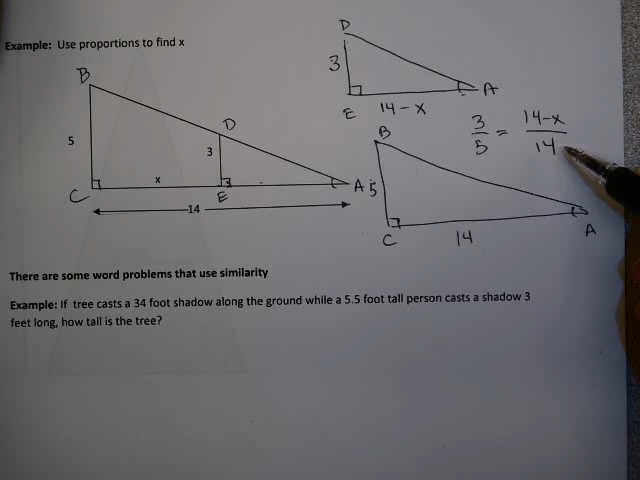 Example: Use proportions to find x
D
3
E
14 - x
A
3/5 = 14-x/14
B
5
C
14
A
B
5
C
x
D
3
E
A
14
There are some word problems that use similarity
Example: If tree casts a 34 foot shadow along the ground while a 5.5 foot tall person casts a shadow 3
feet long, how tall is the tree?